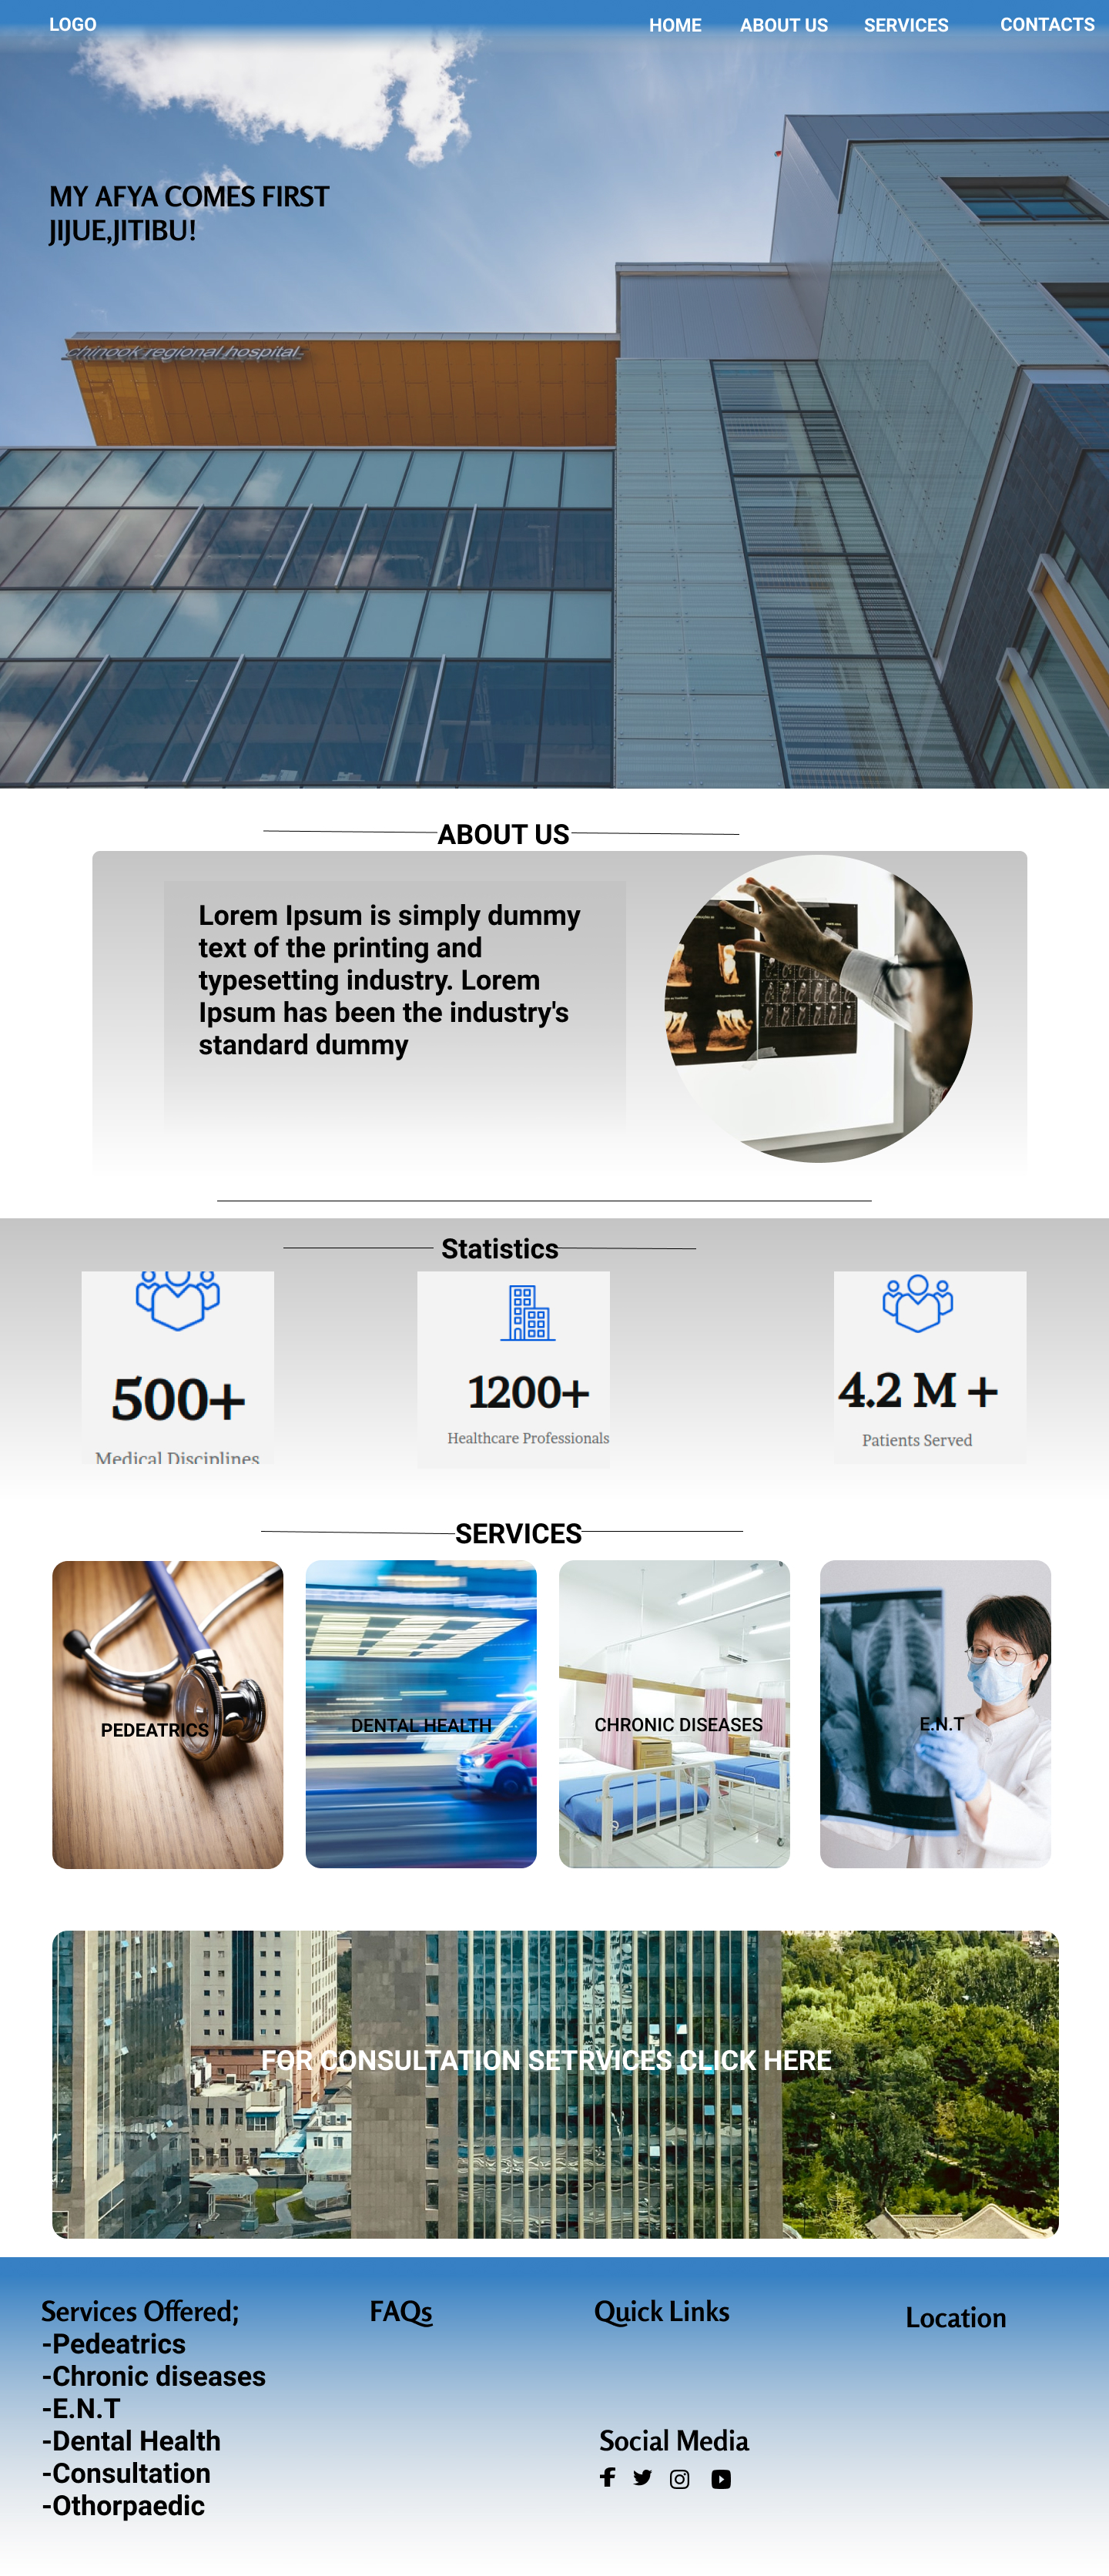 LOGO
HOME
ABOUT US
SERVICES
CONTACTS
MY AFYA COMES FIRST
JIJUE,JITIBU!
chinook regional hospital
ABOUT US
Lorem Ipsum is simply dummy
text of the printing and
typesetting industry. Lorem
Ipsum has been the industry's
standard dummy
Statistics
500+
Medical Disciplines
1200+
Healthcare Professionals
4.2 M +
Patients Served
SERVICES
PEDEATRICS
DENTAL HEALTH
CHRONIC DISEASES
E.N.T
FOR CONSULTATION SETRVICES CLICK HERE
Services Offered;
-Pedeatrics
-Chronic diseases
-E.N.T
-Dental Health
-Consultation
-Othorpaedic
FAQs
Quick Links
Social Media
Location